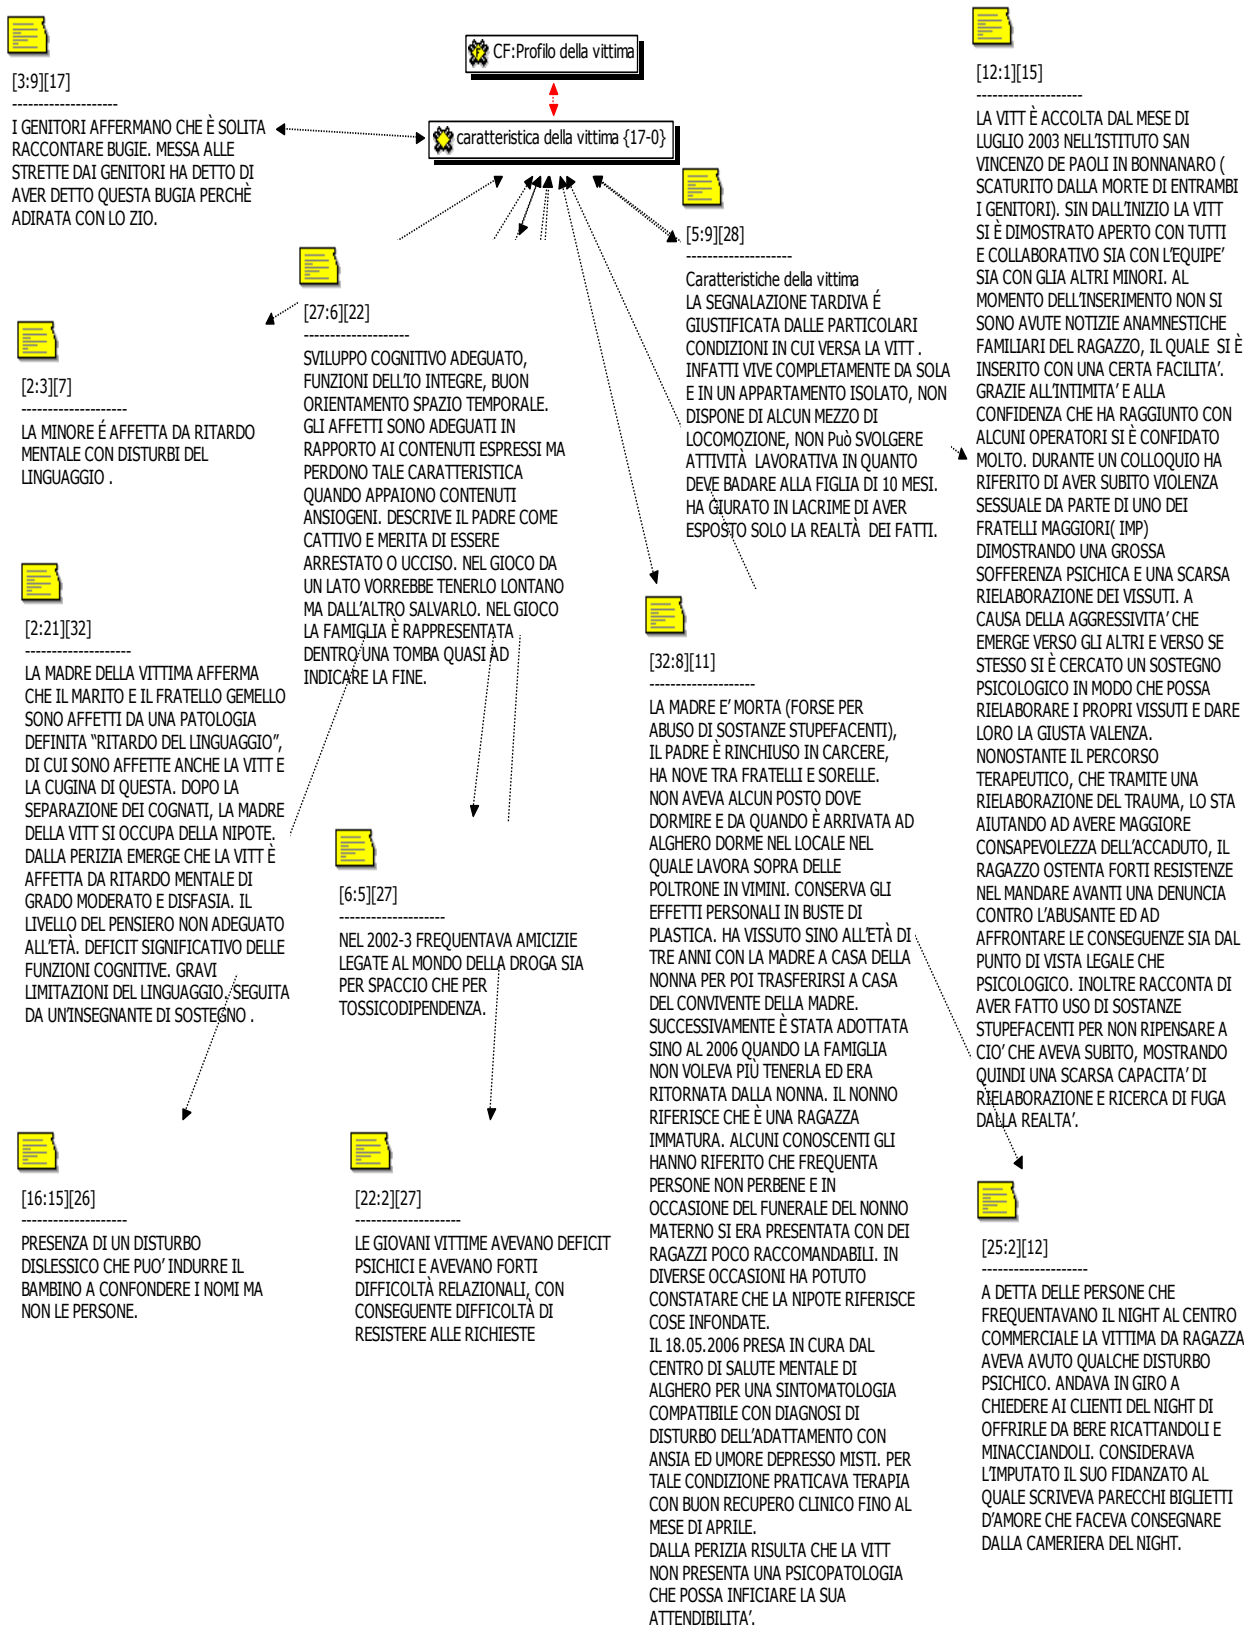 CF:Profilo della vittima
caratteristica della vittima {17-0}
[3:9][17]
--------------------
I GENITORI AFFERMANO CHE È SOLITA
RACCONTARE BUGIE. MESSA ALLE
STRETTE DAI GENITORI HA DETTO DI
AVER DETTO QUESTA BUGIA PERCHÈ
ADIRATA CON LO ZIO.
[2:3][7]
--------------------
LA MINORE É AFFETTA DA RITARDO
MENTALE CON DISTURBI DEL
LINGUAGGIO .
[2:21][32]
--------------------
LA MADRE DELLA VITTIMA AFFERMA
CHE IL MARITO E IL FRATELLO GEMELLO
SONO AFFETTI DA UNA PATOLOGIA
DEFINITA “RITARDO DEL LINGUAGGIO”,
DI CUI SONO AFFETTE ANCHE LA VITT E
LA CUGINA DI QUESTA. DOPO LA
SEPARAZIONE DEI COGNATI, LA MADRE
DELLA VITT SI OCCUPA DELLA NIPOTE.
DALLA PERIZIA EMERGE CHE LA VITT È
AFFETTA DA RITARDO MENTALE DI
GRADO MODERATO E DISFASIA. IL
LIVELLO DEL PENSIERO NON ADEGUATO
ALL’ETÀ. DEFICIT SIGNIFICATIVO DELLE
FUNZIONI COGNITIVE. GRAVI
LIMITAZIONI DEL LINGUAGGIO. SEGUITA
DA UN’INSEGNANTE DI SOSTEGNO .
[16:15][26]
--------------------
PRESENZA DI UN DISTURBO
DISLESSICO CHE PUO’ INDURRE IL
BAMBINO A CONFONDERE I NOMI MA
NON LE PERSONE.
[27:6][22]
--------------------
SVILUPPO COGNITIVO ADEGUATO,
FUNZIONI DELL’IO INTEGRE, BUON
ORIENTAMENTO SPAZIO TEMPORALE.
GLI AFFETTI SONO ADEGUATI IN
RAPPORTO AI CONTENUTI ESPRESSI MA
PERDONO TALE CARATTERISTICA
QUANDO APPAIONO CONTENUTI
ANSIOGENI. DESCRIVE IL PADRE COME
CATTIVO E MERITA DI ESSERE
ARRESTATO O UCCISO. NEL GIOCO DA
UN LATO VORREBBE TENERLO LONTANO
MA DALL’ALTRO SALVARLO. NEL GIOCO
LA FAMIGLIA È RAPPRESENTATA
DENTRO UNA TOMBA QUASI AD
INDICARE LA FINE.
[6:5][27]
--------------------
NEL 2002-3 FREQUENTAVA AMICIZIE
LEGATE AL MONDO DELLA DROGA SIA
PER SPACCIO CHE PER
TOSSICODIPENDENZA.
[22:2][27]
--------------------
LE GIOVANI VITTIME AVEVANO DEFICIT
PSICHICI E AVEVANO FORTI
DIFFICOLTÀ RELAZIONALI, CON
CONSEGUENTE DIFFICOLTÀ DI
RESISTERE ALLE RICHIESTE
[5:9][28]
--------------------
Caratteristiche della vittima
LA SEGNALAZIONE TARDIVA É
GIUSTIFICATA DALLE PARTICOLARI
CONDIZIONI IN CUI VERSA LA VITT .
INFATTI VIVE COMPLETAMENTE DA SOLA
E IN UN APPARTAMENTO ISOLATO, NON
DISPONE DI ALCUN MEZZO DI
LOCOMOZIONE, NON Può SVOLGERE
ATTIVITÀ  LAVORATIVA IN QUANTO
DEVE BADARE ALLA FIGLIA DI 10 MESI.
HA GIURATO IN LACRIME DI AVER
ESPOSTO SOLO LA REALTÀ  DEI FATTI.
[32:8][11]
--------------------
LA MADRE E’ MORTA (FORSE PER
ABUSO DI SOSTANZE STUPEFACENTI),
IL PADRE È RINCHIUSO IN CARCERE,
HA NOVE TRA FRATELLI E SORELLE.
NON AVEVA ALCUN POSTO DOVE
DORMIRE E DA QUANDO È ARRIVATA AD
ALGHERO DORME NEL LOCALE NEL
QUALE LAVORA SOPRA DELLE
POLTRONE IN VIMINI. CONSERVA GLI
EFFETTI PERSONALI IN BUSTE DI
PLASTICA. HA VISSUTO SINO ALL’ETÀ DI
TRE ANNI CON LA MADRE A CASA DELLA
NONNA PER POI TRASFERIRSI A CASA
DEL CONVIVENTE DELLA MADRE.
SUCCESSIVAMENTE È STATA ADOTTATA
SINO AL 2006 QUANDO LA FAMIGLIA
NON VOLEVA PIÙ TENERLA ED ERA
RITORNATA DALLA NONNA. IL NONNO
RIFERISCE CHE È UNA RAGAZZA
IMMATURA. ALCUNI CONOSCENTI GLI
HANNO RIFERITO CHE FREQUENTA
PERSONE NON PERBENE E IN
OCCASIONE DEL FUNERALE DEL NONNO
MATERNO SI ERA PRESENTATA CON DEI
RAGAZZI POCO RACCOMANDABILI. IN
DIVERSE OCCASIONI HA POTUTO
CONSTATARE CHE LA NIPOTE RIFERISCE
COSE INFONDATE.
IL 18.05.2006 PRESA IN CURA DAL
CENTRO DI SALUTE MENTALE DI
ALGHERO PER UNA SINTOMATOLOGIA
COMPATIBILE CON DIAGNOSI DI
DISTURBO DELL’ADATTAMENTO CON
ANSIA ED UMORE DEPRESSO MISTI. PER
TALE CONDIZIONE PRATICAVA TERAPIA
CON BUON RECUPERO CLINICO FINO AL
MESE DI APRILE.
DALLA PERIZIA RISULTA CHE LA VITT
NON PRESENTA UNA PSICOPATOLOGIA
CHE POSSA INFICIARE LA SUA
ATTENDIBILITA’.
[12:1][15]
--------------------
LA VITT È ACCOLTA DAL MESE DI
LUGLIO 2003 NELL’ISTITUTO SAN
VINCENZO DE PAOLI IN BONNANARO (
SCATURITO DALLA MORTE DI ENTRAMBI
I GENITORI). SIN DALL’INIZIO LA VITT
SI È DIMOSTRATO APERTO CON TUTTI
E COLLABORATIVO SIA CON L’EQUIPE’
SIA CON GLIA ALTRI MINORI. AL
MOMENTO DELL’INSERIMENTO NON SI
SONO AVUTE NOTIZIE ANAMNESTICHE
FAMILIARI DEL RAGAZZO, IL QUALE  SI È
INSERITO CON UNA CERTA FACILITA’.
GRAZIE ALL’INTIMITA’ E ALLA
CONFIDENZA CHE HA RAGGIUNTO CON
ALCUNI OPERATORI SI È CONFIDATO
MOLTO. DURANTE UN COLLOQUIO HA
RIFERITO DI AVER SUBITO VIOLENZA
SESSUALE DA PARTE DI UNO DEI
FRATELLI MAGGIORI( IMP)
DIMOSTRANDO UNA GROSSA
SOFFERENZA PSICHICA E UNA SCARSA
RIELABORAZIONE DEI VISSUTI. A
CAUSA DELLA AGGRESSIVITA’ CHE
EMERGE VERSO GLI ALTRI E VERSO SE
STESSO SI È CERCATO UN SOSTEGNO
PSICOLOGICO IN MODO CHE POSSA
RIELABORARE I PROPRI VISSUTI E DARE
LORO LA GIUSTA VALENZA.
NONOSTANTE IL PERCORSO
TERAPEUTICO, CHE TRAMITE UNA
RIELABORAZIONE DEL TRAUMA, LO STA
AIUTANDO AD AVERE MAGGIORE
CONSAPEVOLEZZA DELL’ACCADUTO, IL
RAGAZZO OSTENTA FORTI RESISTENZE
NEL MANDARE AVANTI UNA DENUNCIA
CONTRO L’ABUSANTE ED AD
AFFRONTARE LE CONSEGUENZE SIA DAL
PUNTO DI VISTA LEGALE CHE
PSICOLOGICO. INOLTRE RACCONTA DI
AVER FATTO USO DI SOSTANZE
STUPEFACENTI PER NON RIPENSARE A
CIO’ CHE AVEVA SUBITO, MOSTRANDO
QUINDI UNA SCARSA CAPACITA’ DI
RIELABORAZIONE E RICERCA DI FUGA
DALLA REALTA’.
[25:2][12]
--------------------
A DETTA DELLE PERSONE CHE
FREQUENTAVANO IL NIGHT AL CENTRO
COMMERCIALE LA VITTIMA DA RAGAZZA
AVEVA AVUTO QUALCHE DISTURBO
PSICHICO. ANDAVA IN GIRO A
CHIEDERE AI CLIENTI DEL NIGHT DI
OFFRIRLE DA BERE RICATTANDOLI E
MINACCIANDOLI. CONSIDERAVA
L’IMPUTATO IL SUO FIDANZATO AL
QUALE SCRIVEVA PARECCHI BIGLIETTI
D’AMORE CHE FACEVA CONSEGNARE
DALLA CAMERIERA DEL NIGHT.